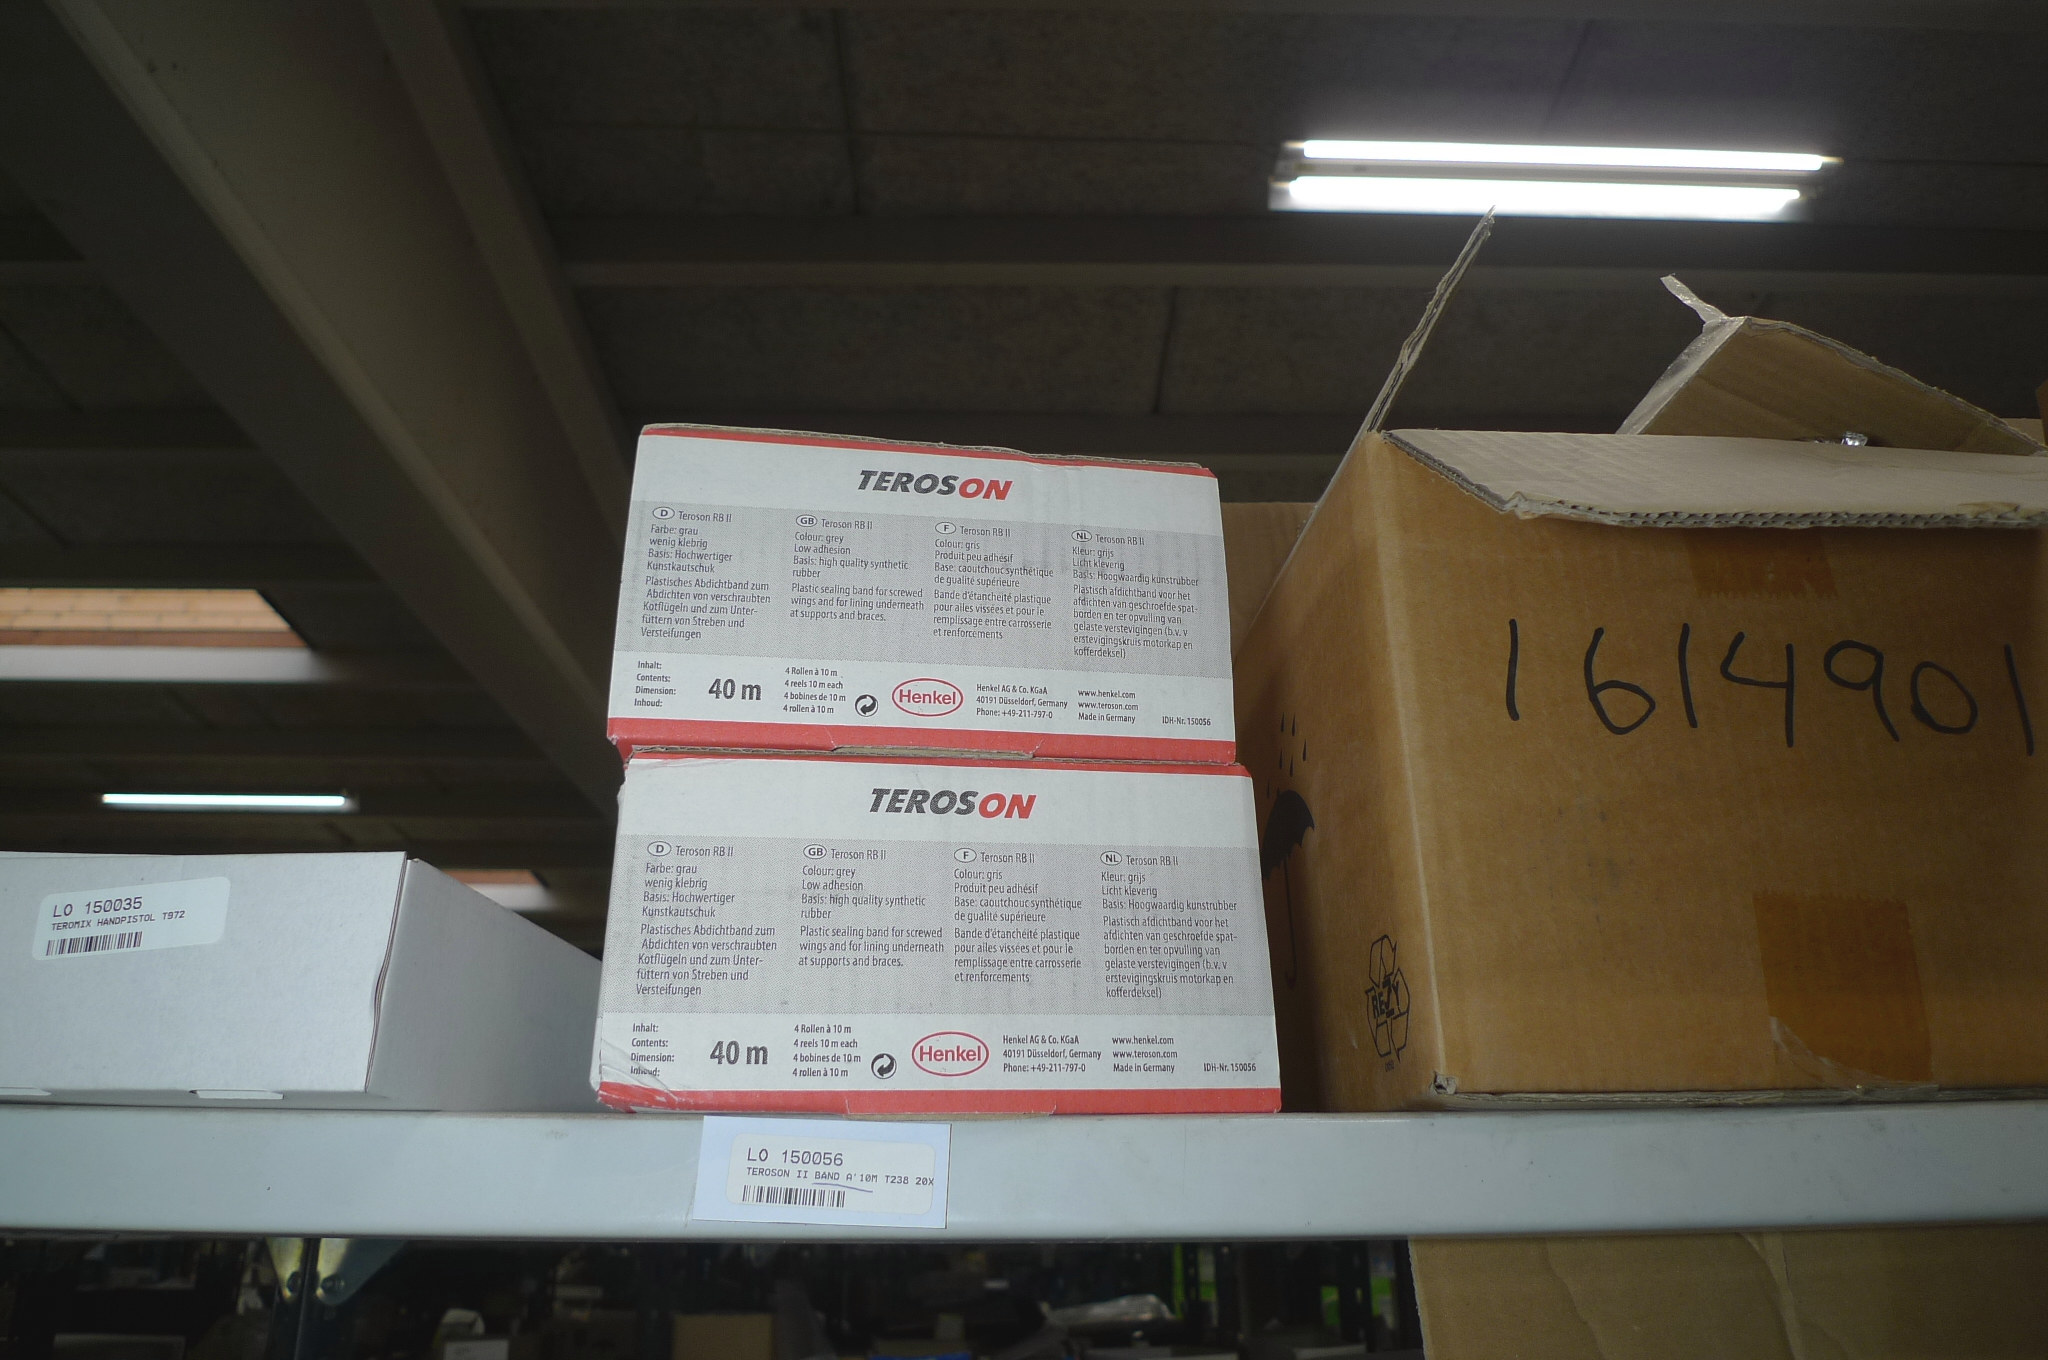 TEROSON
D Teroson RB II
Farbe: grau
wenig klebrig
Basis: Hochwertiger
Kunstkautschuk
Plastisches Abdichtband zum
Abdichten von verschraubten
Kotflügeln und zum Unter-
füttern von Streben und
Versteifungen
GB Teroson RB II
Colour: grey
Low adhesion
Basis: high quality synthetic
rubber
Plastic sealing band for screwed
wings and for lining underneath
at supports and braces.
F Teroson RB II
Colour: gris
Produit peu adhésif
Base: caoutchouc synthétique
de qualité supérieure
Bande d'étanchéité plastique
pour ailes vissées et pour le
remplissage entre carrosserie
et renforcements
NL Teroson RB II
Kleur: grijs
Licht kleverig
Basis: Hoogwaardig kunstrubber
Plastisch afdichtband voor het
afdichten van geschroefde spat-
borden en ter opvulling van
gelaste verstevigingen (b.v. v
erstevigingskruis motorkap en
kofferdeksel)
Inhalt:
Contents:
Dimension:
Inhoud:
40 m
4 Rollen à 10 m
4 reels 10 m each
4 bobines de 10 m
4 rollen à 10 m
Henkel
Henkel AG & Co. KGaA
40191 Düsseldorf, Germany
Phone: +49-211-797-0
www.henkel.com
www.teroson.com
Made in Germany
IDH-Nr. 150056
TEROSON
D Teroson RB II
Farbe: grau
wenig klebrig
Basis: Hochwertiger
Kunstkautschuk
Plastisches Abdichtband zum
Abdichten von verschraubten
Kotflügeln und zum Unter-
füttern von Streben und
Versteifungen
GB Teroson RB II
Colour: grey
Low adhesion
Basis: high quality synthetic
rubber
Plastic sealing band for screwed
wings and for lining underneath
at supports and braces.
F Teroson RB II
Colour: gris
Produit peu adhésif
Base: caoutchouc synthétique
de qualité supérieure
Bande d'étanchéité plastique
pour ailes vissées et pour le
remplissage entre carrosserie
et renforcements
NL Teroson RB II
Kleur: grijs
Licht kleverig
Basis: Hoogwaardig kunstrubber
Plastisch afdichtband voor het
afdichten van geschroefde spat-
borden en ter opvulling van
gelaste verstevigingen (b.v. v
erstevigingskruis motorkap en
kofferdeksel)
Inhalt:
Contents:
Dimension:
Inhoud:
40 m
4 Rollen à 10 m
4 reels 10 m each
4 bobines de 10 m
4 rollen à 10 m
Henkel
Henkel AG & Co. KGaA
40191 Düsseldorf, Germany
Phone: +49-211-797-0
www.henkel.com
www.teroson.com
Made in Germany
IDH-Nr. 150056
LO 150035
TEROMIX HANDPISTOL T972
LO 150056
TEROSON II BAND A'10M T238 20X
1614901
REZY